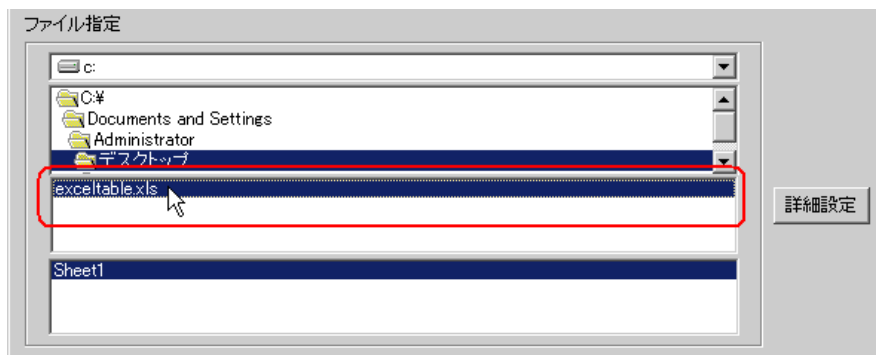 ファイル指定
c:
C:¥
Documents and Settings
Administrator
デスクトップ
exceltable.xls
詳細設定
Sheet1